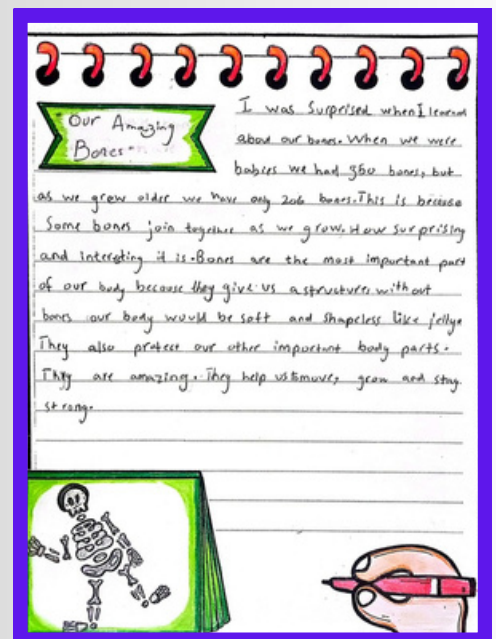 Our Amazing
Bones
I was surprised when I learned
about our bones. When we were
babies we had 360 bones, but
as we grow older we have only 206 bones. This is because
Some bones join together as we grow. How surprising
and interesting it is. Bones are the most important part
of our body because they give us a structures without
bones our body would be soft and shapeless like jelly.
They also protect our other important body parts.
They are amazing. They help us to move, grow and stay
strong.